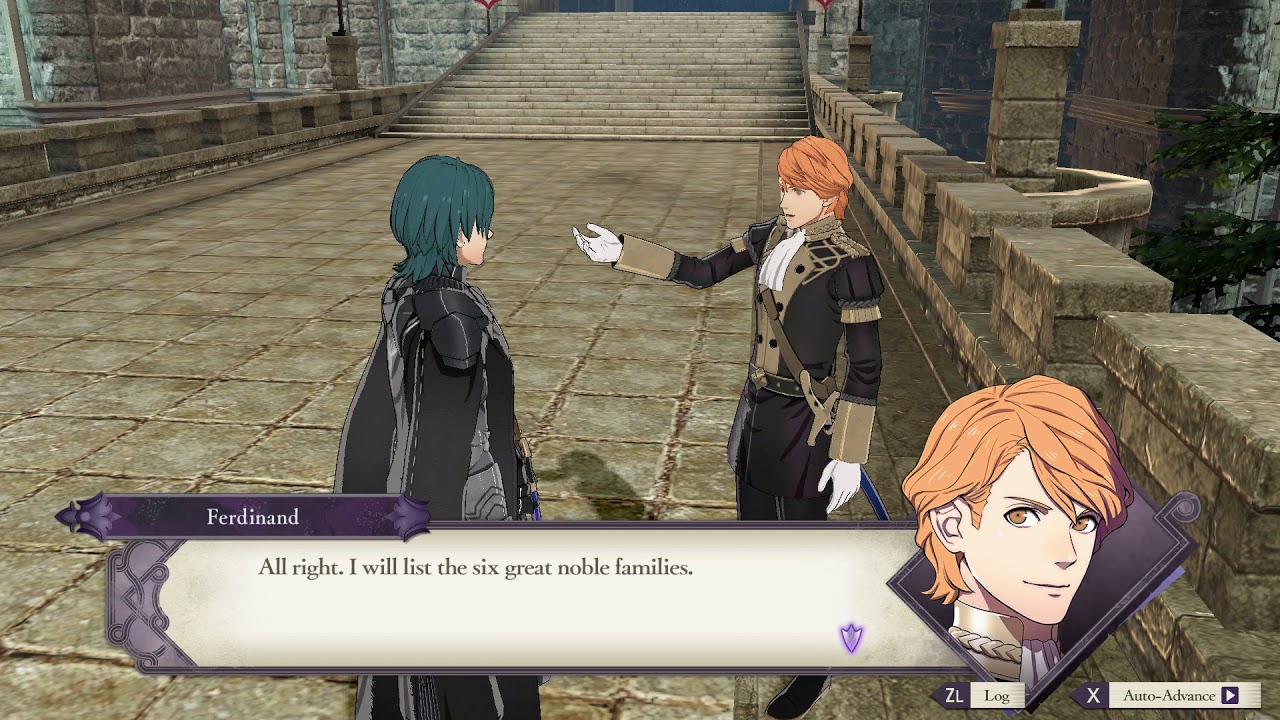 Ferdinand
All right. I will list the six great noble families.
ZL Log X Auto-Advance